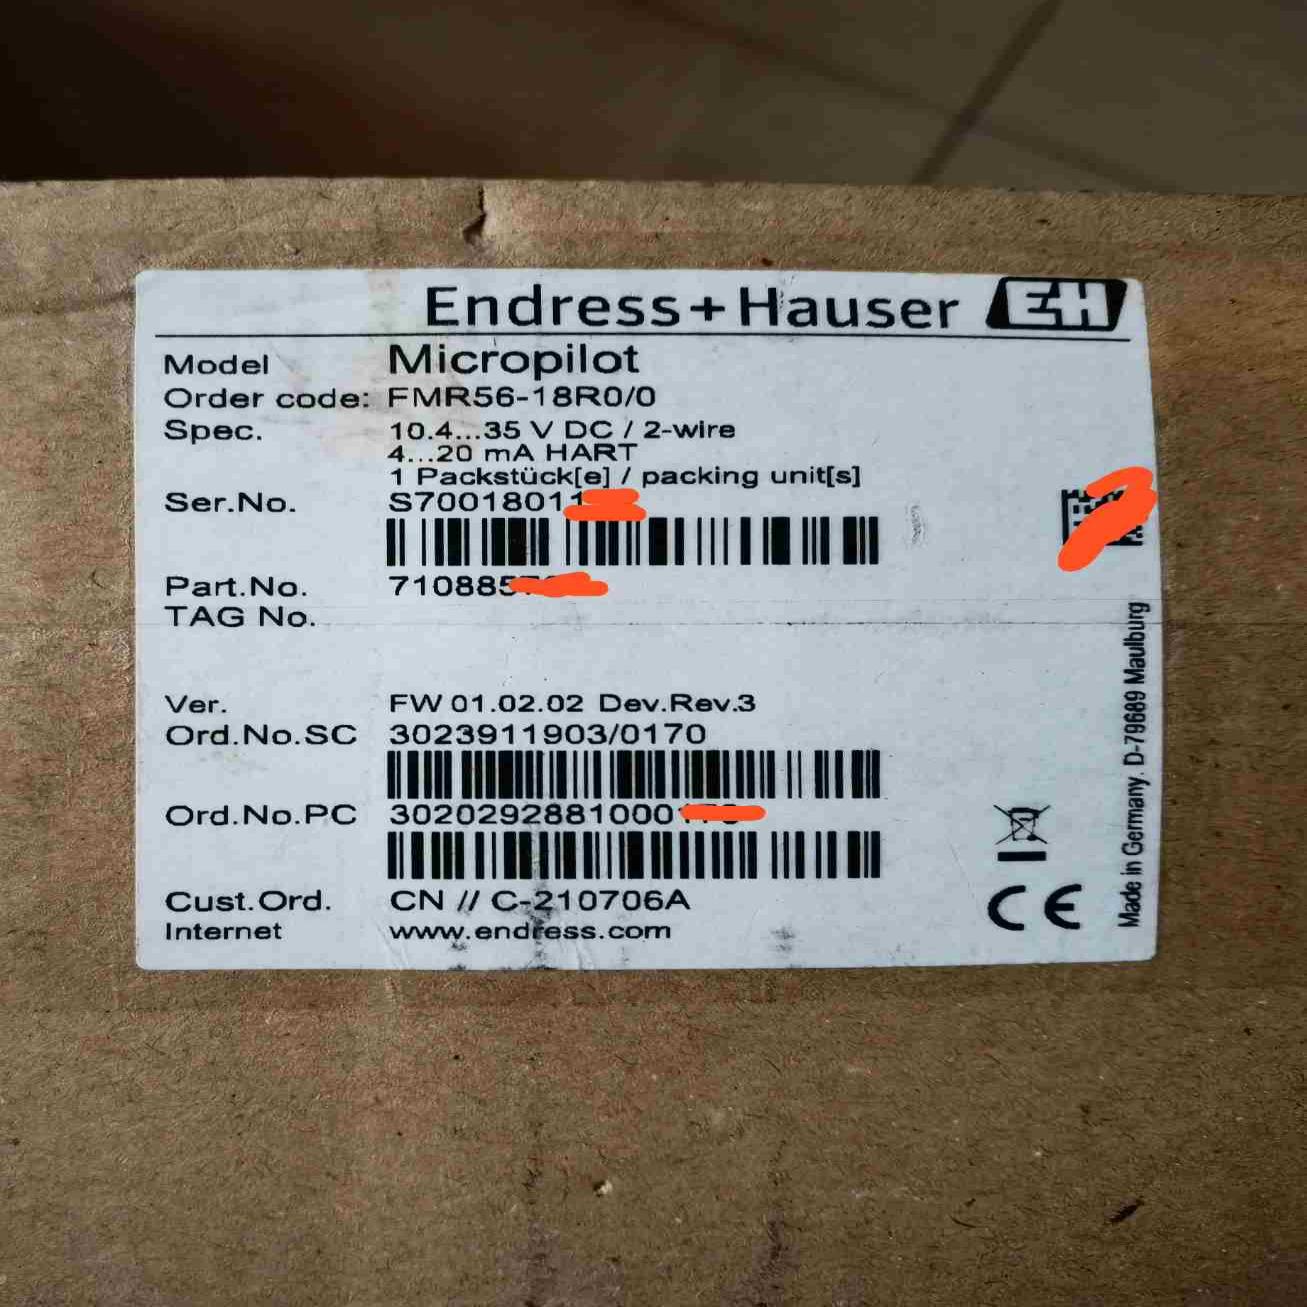 Endress+Hauser EH
Model Micropilot
Order code: FMR56-18R0/0
Spec. 10.4...35 V DC / 2-wire
4...20 mA HART
1 Packstück[e] / packing unit[s]
Ser.No. S70018011
Part.No. 710885
TAG No.
Ver. FW 01.02.02 Dev.Rev.3
Ord.No.SC 3023911903/0170
Ord.No.PC 3020292881000
Cust.Ord. CN // C-210706A
Internet www.endress.com
CE
Made in Germany, D-79689 Maulburg